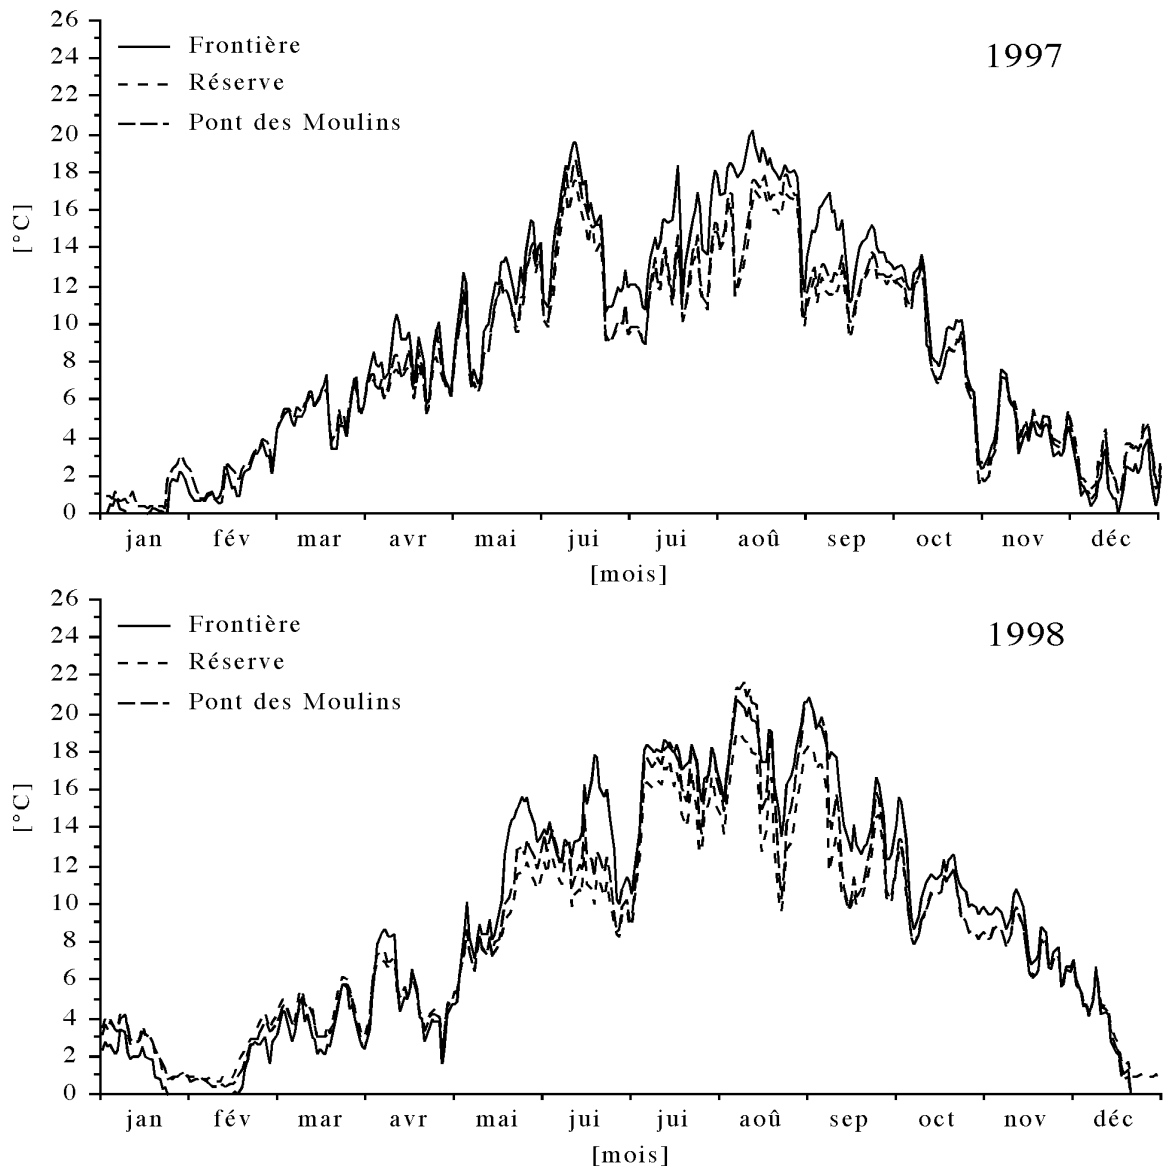 26
24
22
20
18
16
14
12
10
8
6
4
2
0
[°C]
Frontière
Réserve
Pont des Moulins
1997
jan fév mar avr mai jui jui aoû sep oct nov déc
[mois]
26
24
22
20
18
16
14
12
10
8
6
4
2
0
[°C]
Frontière
Réserve
Pont des Moulins
1998
jan fév mar avr mai jui jui aoû sep oct nov déc
[mois]